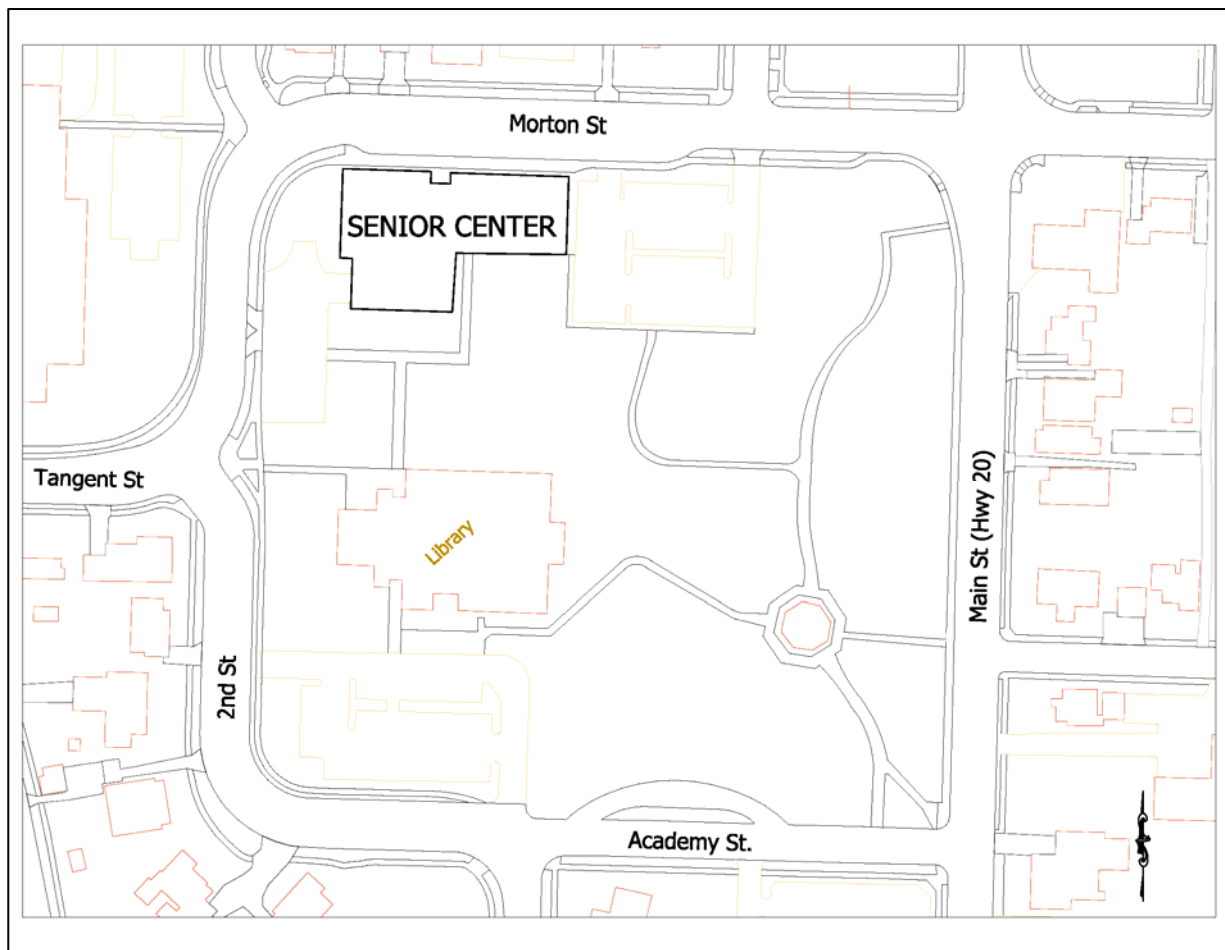 Morton St
SENIOR CENTER
Tangent St
Library
Main St (Hwy 20)
2nd St
Academy St.